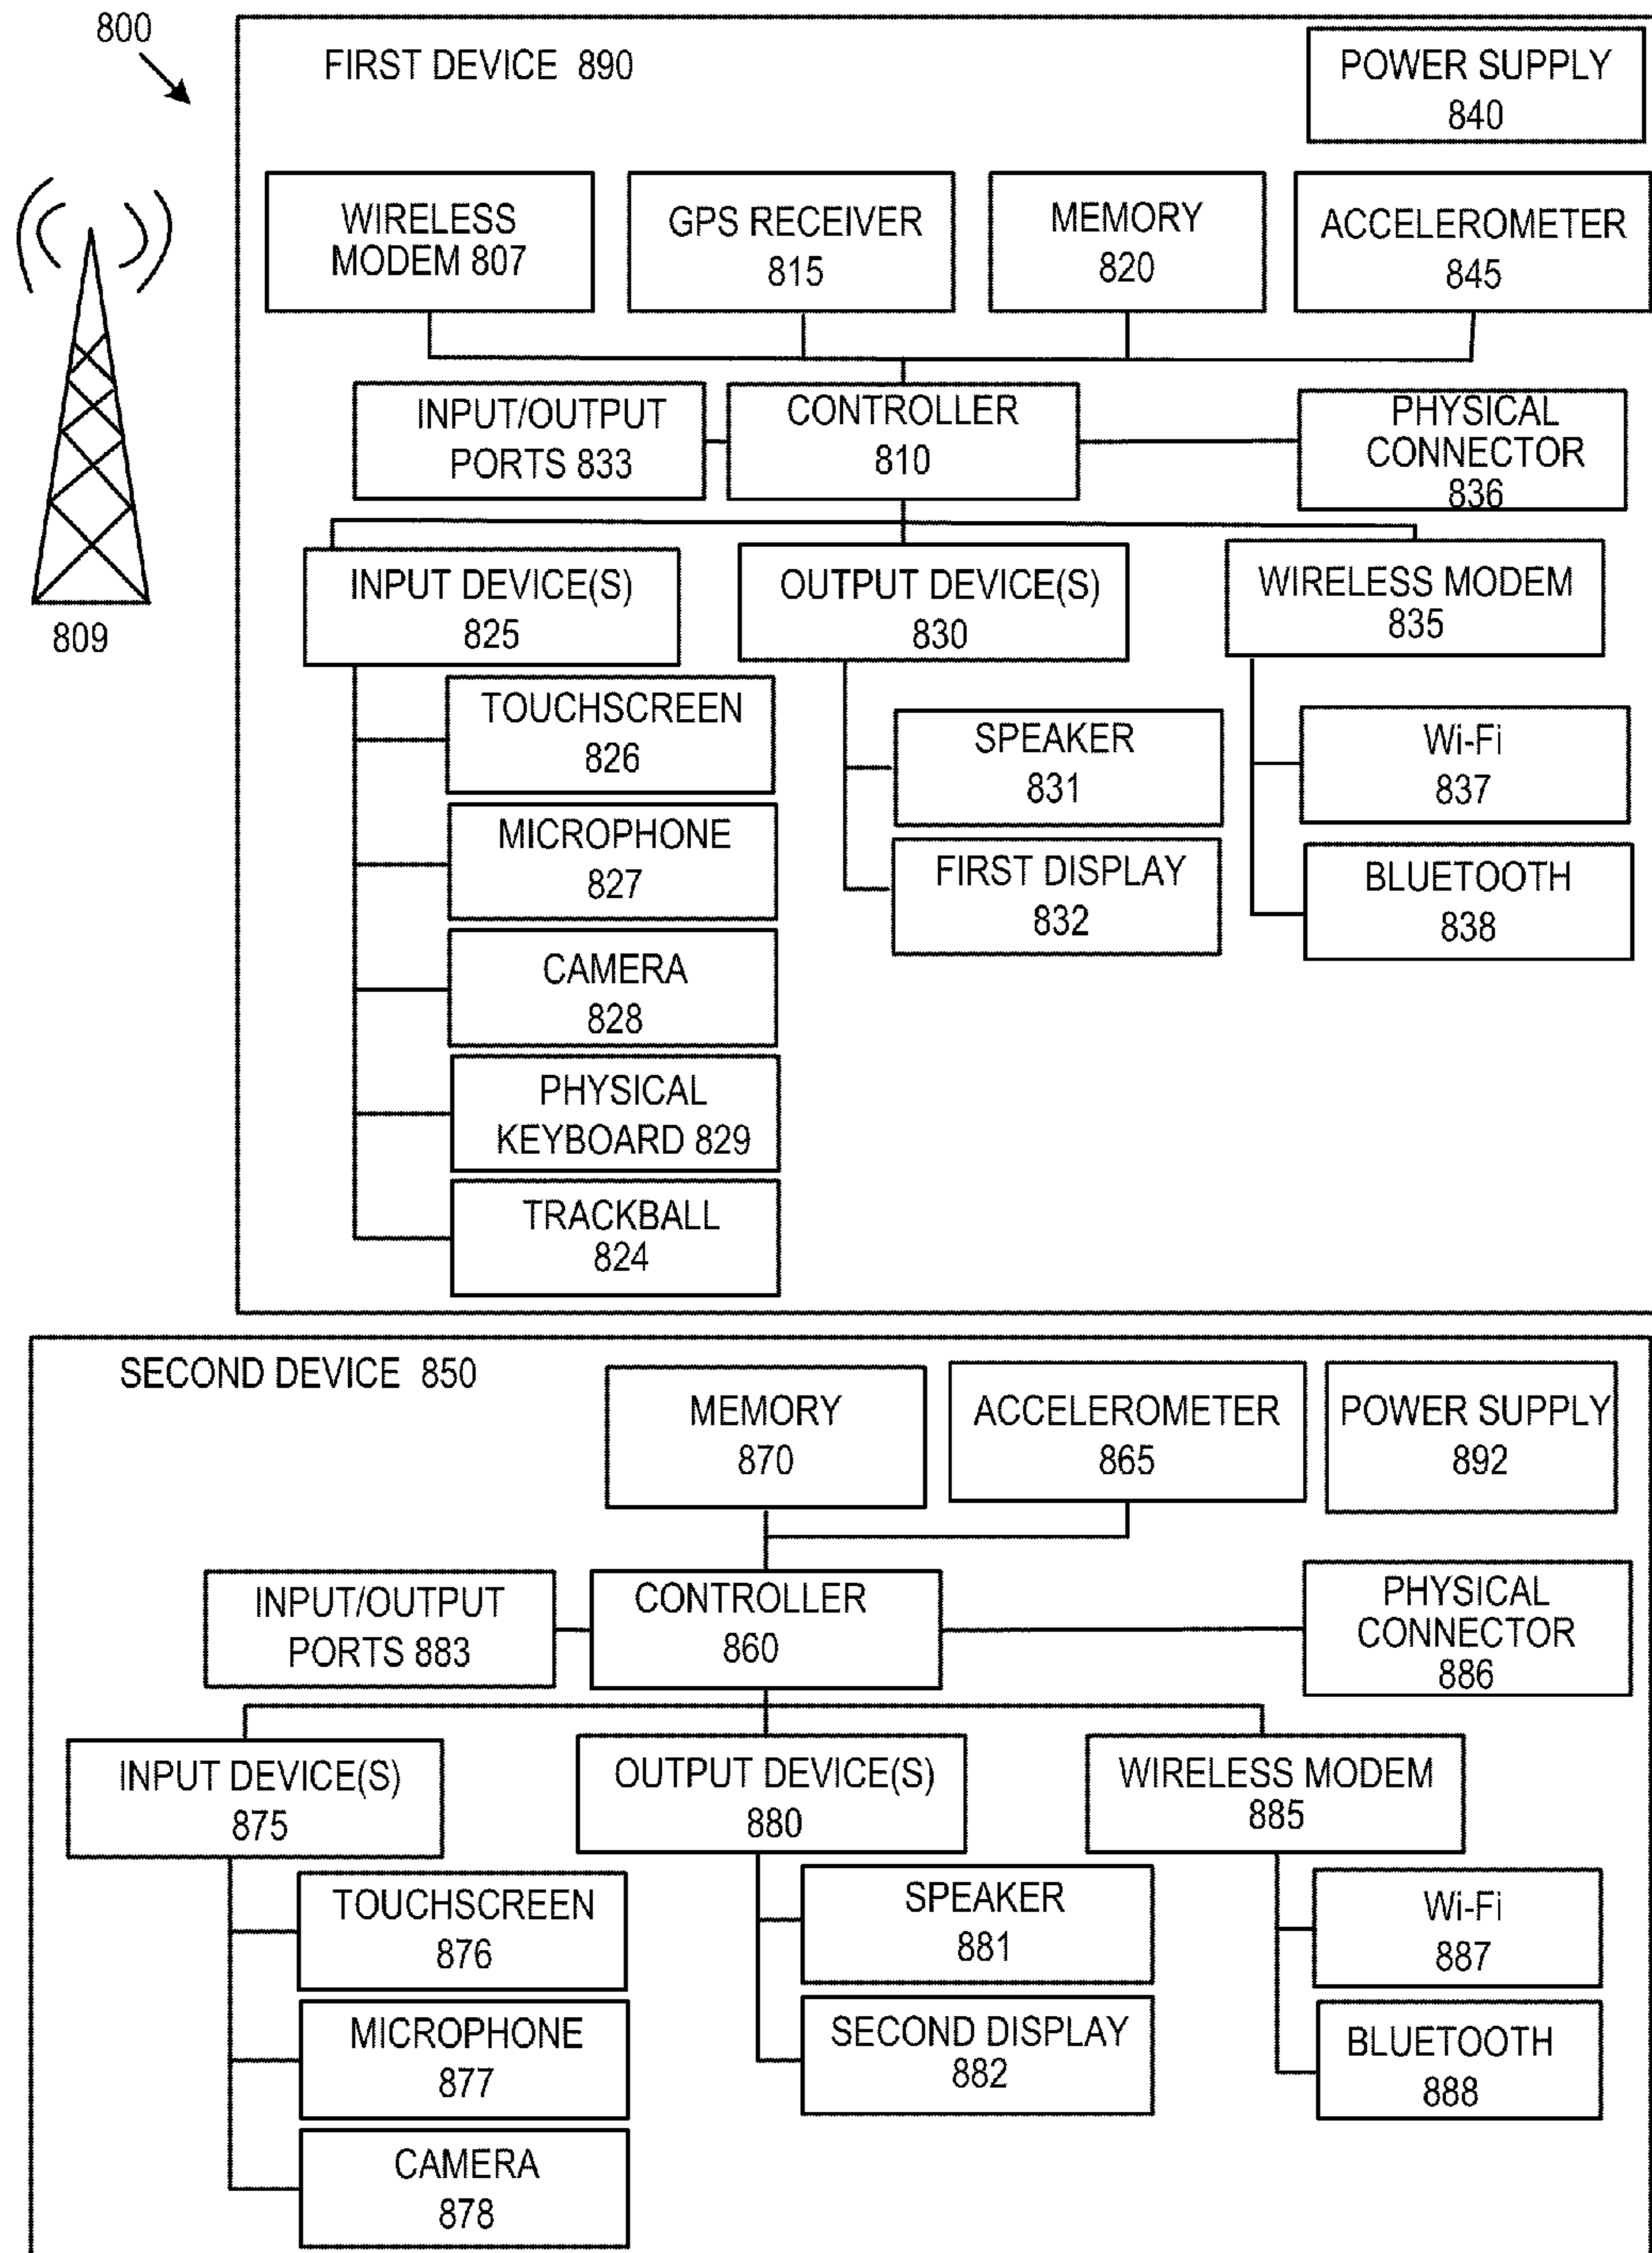 800
FIRST DEVICE 890
POWER SUPPLY
840
WIRELESS
MODEM 807
GPS RECEIVER
815
MEMORY
820
ACCELEROMETER
845
809
INPUT/OUTPUT
PORTS 833
CONTROLLER
810
PHYSICAL
CONNECTOR
836
INPUT DEVICE(S)
825
OUTPUT DEVICE(S)
830
WIRELESS MODEM
835
TOUCHSCREEN
826
MICROPHONE
827
CAMERA
828
PHYSICAL
KEYBOARD 829
TRACKBALL
824
SPEAKER
831
FIRST DISPLAY
832
Wi-Fi
837
BLUETOOTH
838
SECOND DEVICE 850
MEMORY
870
ACCELEROMETER
865
POWER SUPPLY
892
INPUT/OUTPUT
PORTS 883
CONTROLLER
860
PHYSICAL
CONNECTOR
886
INPUT DEVICE(S)
875
OUTPUT DEVICE(S)
880
WIRELESS MODEM
885
TOUCHSCREEN
876
MICROPHONE
877
CAMERA
878
SPEAKER
881
SECOND DISPLAY
882
Wi-Fi
887
BLUETOOTH
888